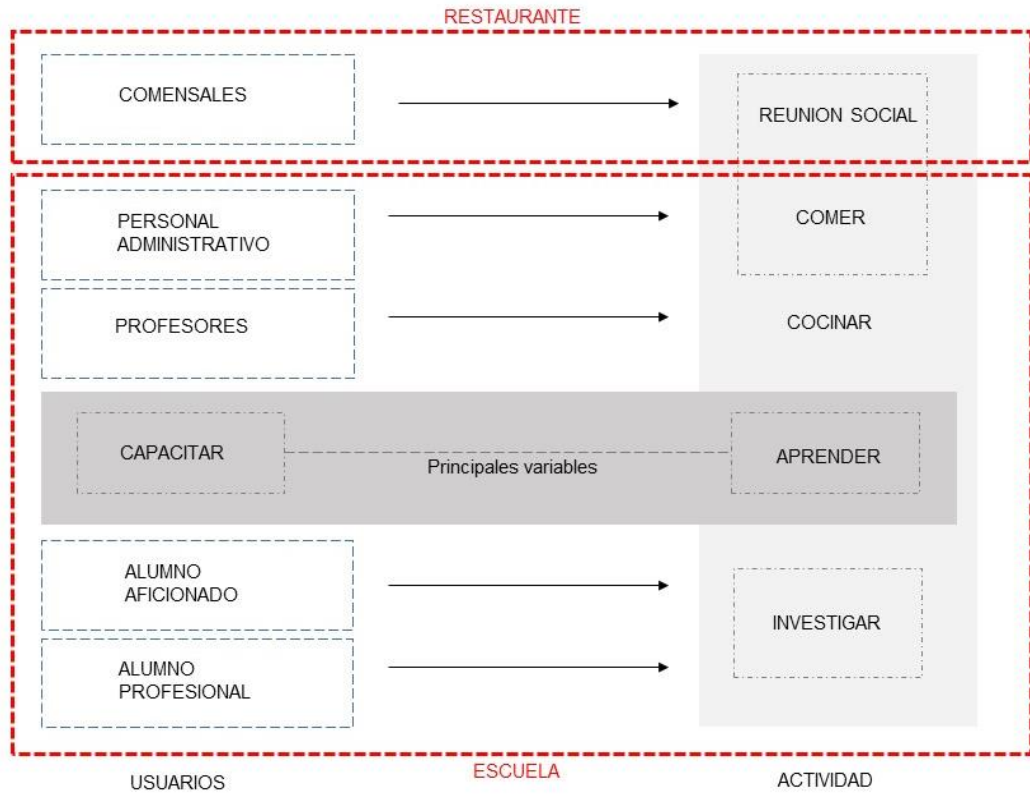 RESTAURANTE
COMENSALES
REUNION SOCIAL
PERSONAL
ADMINISTRATIVO
COMER
PROFESORES
COCINAR
CAPACITAR
Principales variables
APRENDER
ALUMNO
AFICIONADO
INVESTIGAR
ALUMNO
PROFESIONAL
USUARIOS
ESCUELA
ACTIVIDAD